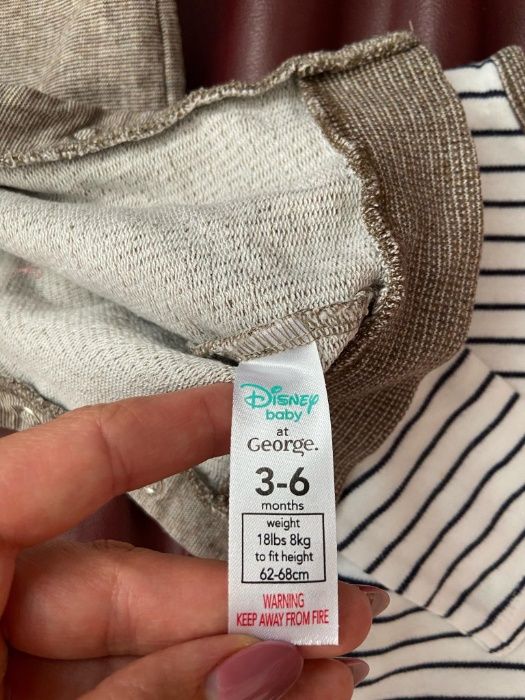 Disney
baby
at
George.
3-6
months
weight
18lbs 8kg
to fit height
62-68cm
WARNING
KEEP AWAY FROM FIRE